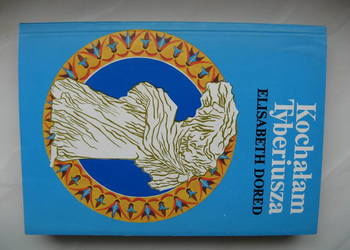 Kochałam
Tyberiusza
ELISABETH DORED